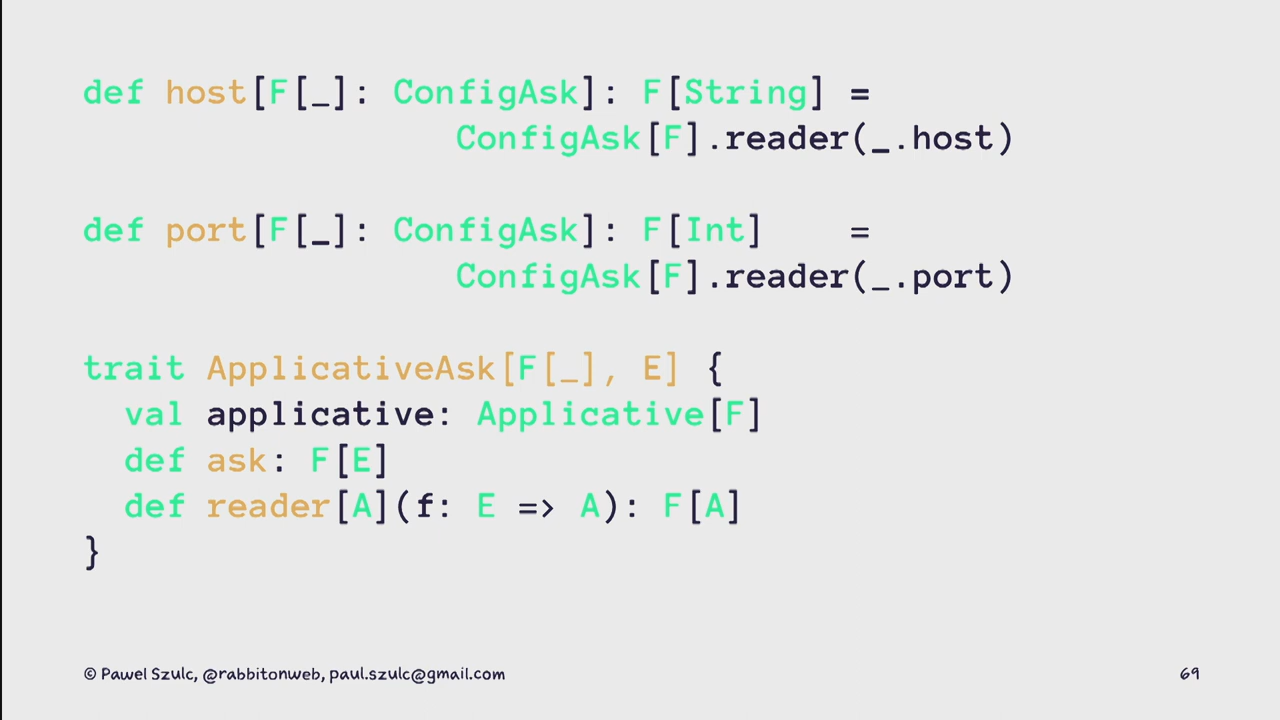 def host[F[_]: ConfigAsk]: F[String] =
                  ConfigAsk[F].reader(_.host)
def port[F[_]: ConfigAsk]: F[Int]    =
                  ConfigAsk[F].reader(_.port)
trait ApplicativeAsk[F[_], E] {
  val applicative: Applicative[F]
  def ask: F[E]
  def reader[A](f: E => A): F[A]
}
© Pawel Szulc, @rabbitonweb, paul.szulc@gmail.com 69